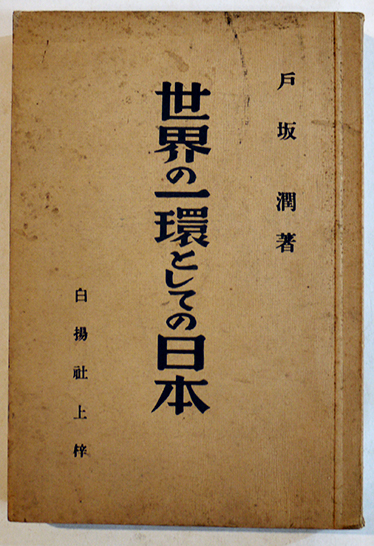 戸坂潤著
世界の一環としての日本
白揚社上梓